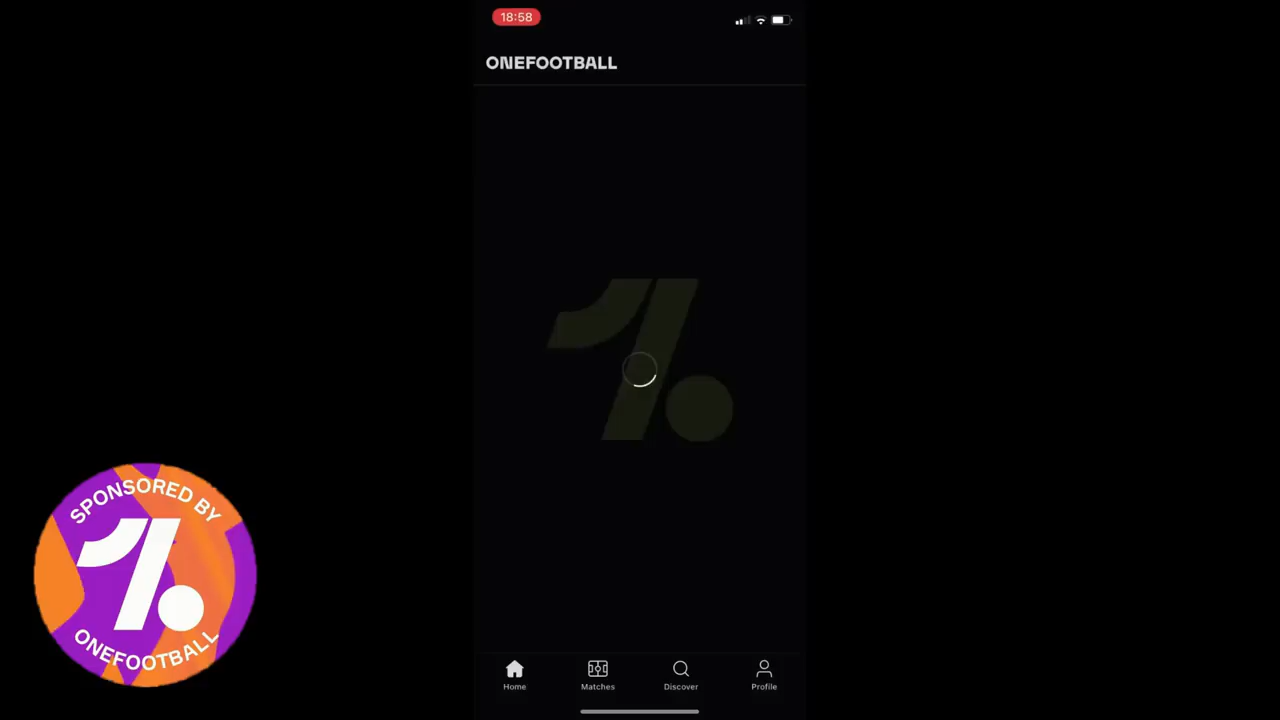 18:58
ONEFOOTBALL
SPONSORED BY
ONEFOOTBALL
Home
Matches
Discover
Profile